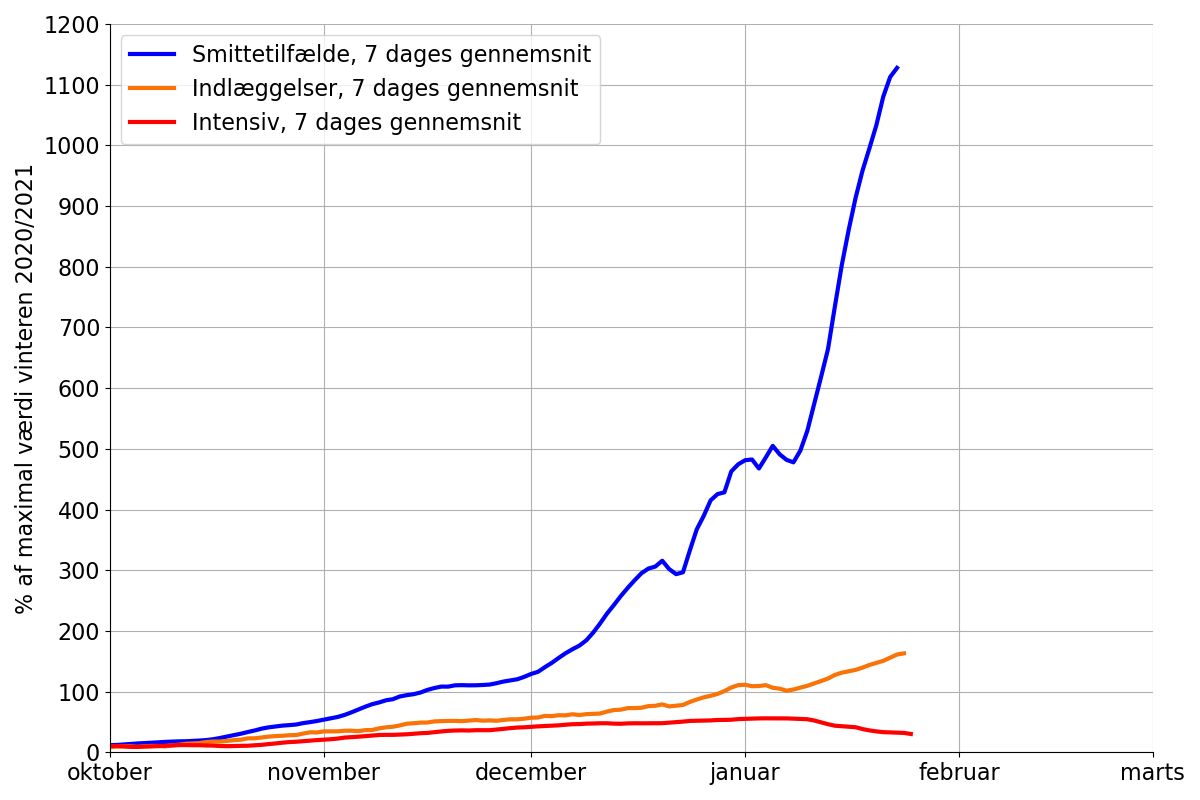 Smittetilfælde, 7 dages gennemsnit
Indlæggelser, 7 dages gennemsnit
Intensiv, 7 dages gennemsnit
% af maximal værdi vinteren 2020/2021
1200
1100
1000
900
800
700
600
500
400
300
200
100
0
oktober november december januar februar marts